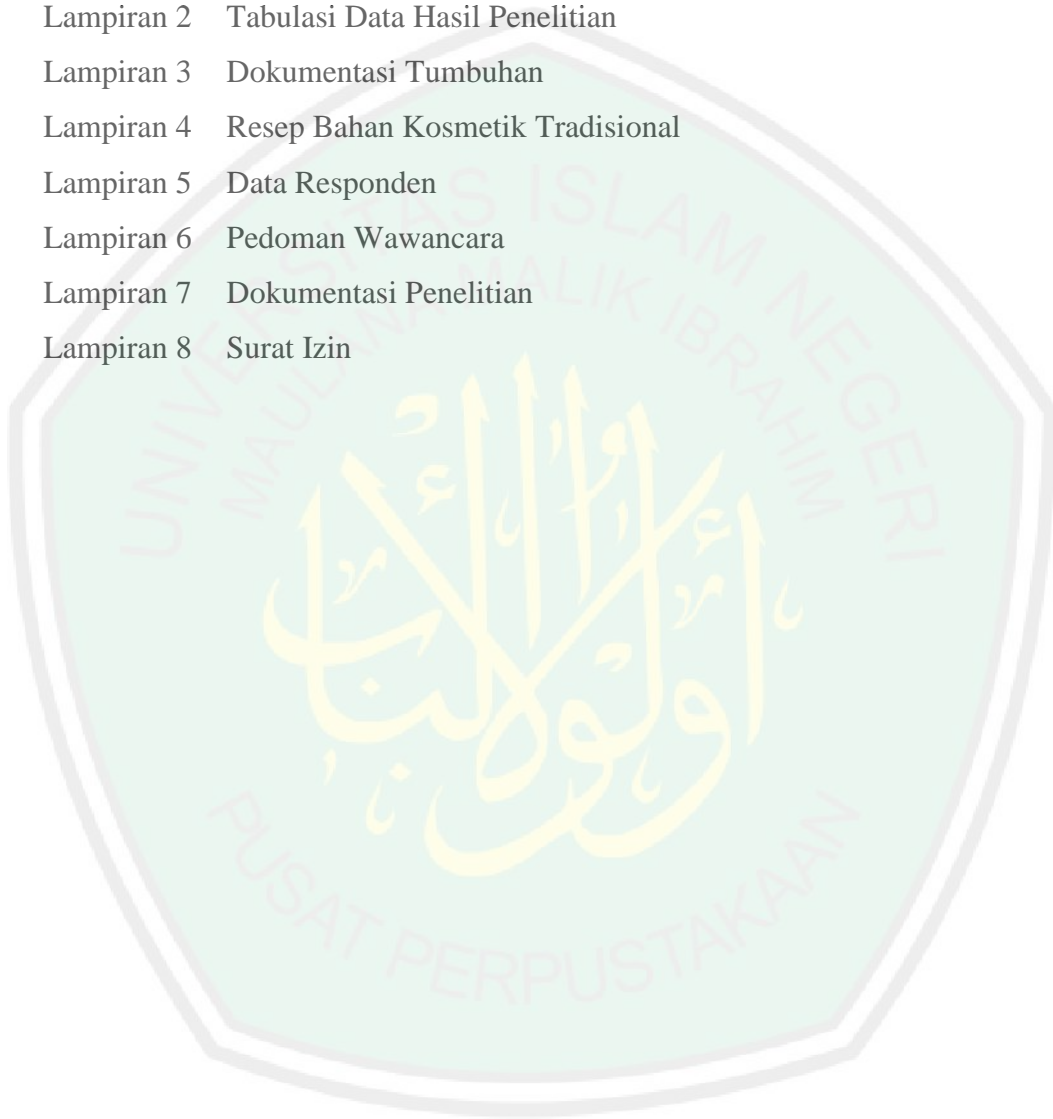 Lampiran 2 Tabulasi Data Hasil Penelitian
Lampiran 3 Dokumentasi Tumbuhan
Lampiran 4 Resep Bahan Kosmetik Tradisional
Lampiran 5 Data Responden
Lampiran 6 Pedoman Wawancara
Lampiran 7 Dokumentasi Penelitian
Lampiran 8 Surat Izin
UNIVERSITAS ISLAM NEGERI
MAULANA MALIK IBRAHIM
أولوا الألباب
PUSAT PERPUSTAKAAN